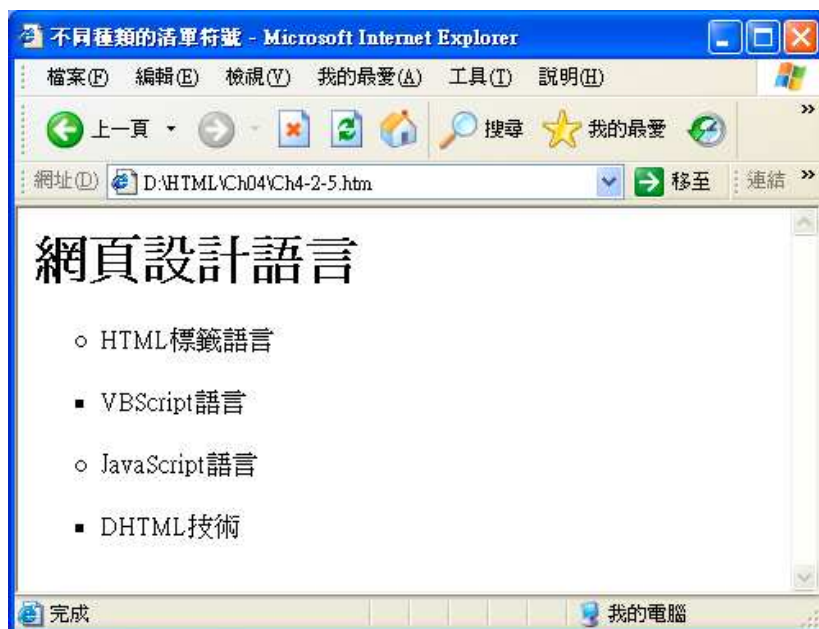 不同種類的清單符號 - Microsoft Internet Explorer
檔案(F) 編輯(E) 檢視(V) 我的最愛(A) 工具(T) 說明(H)
上一頁 搜尋 我的最愛 »
網址(D) D:\HTML\Ch04\Ch4-2-5.htm 移至 連結 »
網頁設計語言
HTML標籤語言
VBScript語言
JavaScript語言
DHTML技術
完成 我的電腦